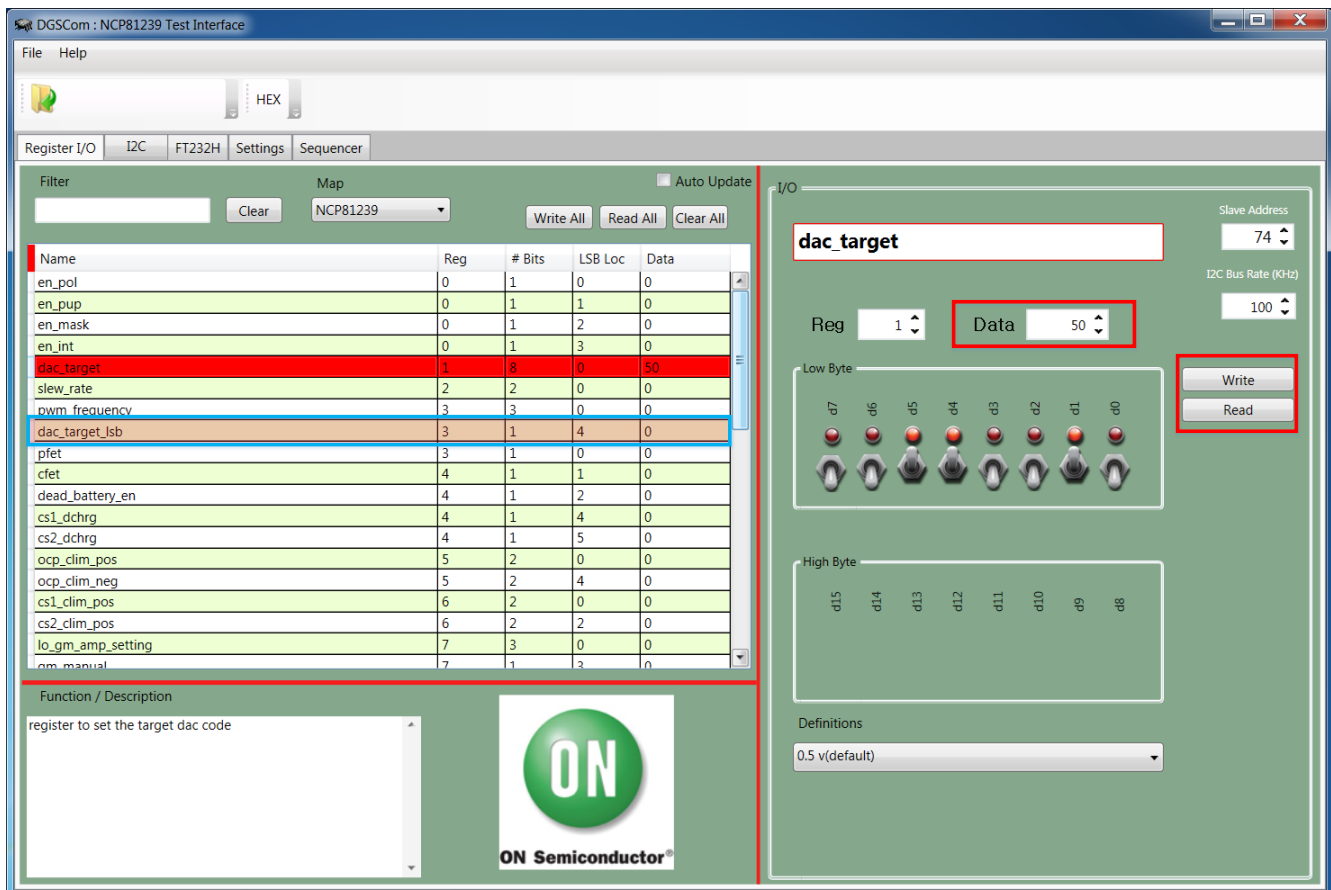 DGSCom : NCP81239 Test Interface
File Help
HEX
Register I/O I2C FT232H Settings Sequencer
Filter Map Auto Update
Clear NCP81239 Write All Read All Clear All
Name Reg # Bits LSB Loc Data
en_pol 0 1 0 0
en_pup 0 1 1 0
en_mask 0 1 2 0
en_int 0 1 3 0
dac_target 1 8 0 50
slew_rate 2 2 0 0
pwm_frequency 3 3 0 0
dac_target_lsb 3 1 4 0
pfet 3 1 0 0
cfet 4 1 1 0
dead_battery_en 4 1 2 0
cs1_dchrg 4 1 4 0
cs2_dchrg 4 1 5 0
ocp_clim_pos 5 2 0 0
ocp_clim_neg 5 2 4 0
cs1_clim_pos 6 2 0 0
cs2_clim_pos 6 2 2 0
lo_gm_amp_setting 7 3 0 0
gm_manual 7 1 3 0
Function / Description
register to set the target dac code
ON
ON Semiconductor®
I/O
dac_target
Slave Address
74
I2C Bus Rate (KHz)
100
Reg 1 Data 50
Write
Read
Low Byte
d7 d6 d5 d4 d3 d2 d1 d0
High Byte
d15 d14 d13 d12 d11 d10 d9 d8
Definitions
0.5 v(default)